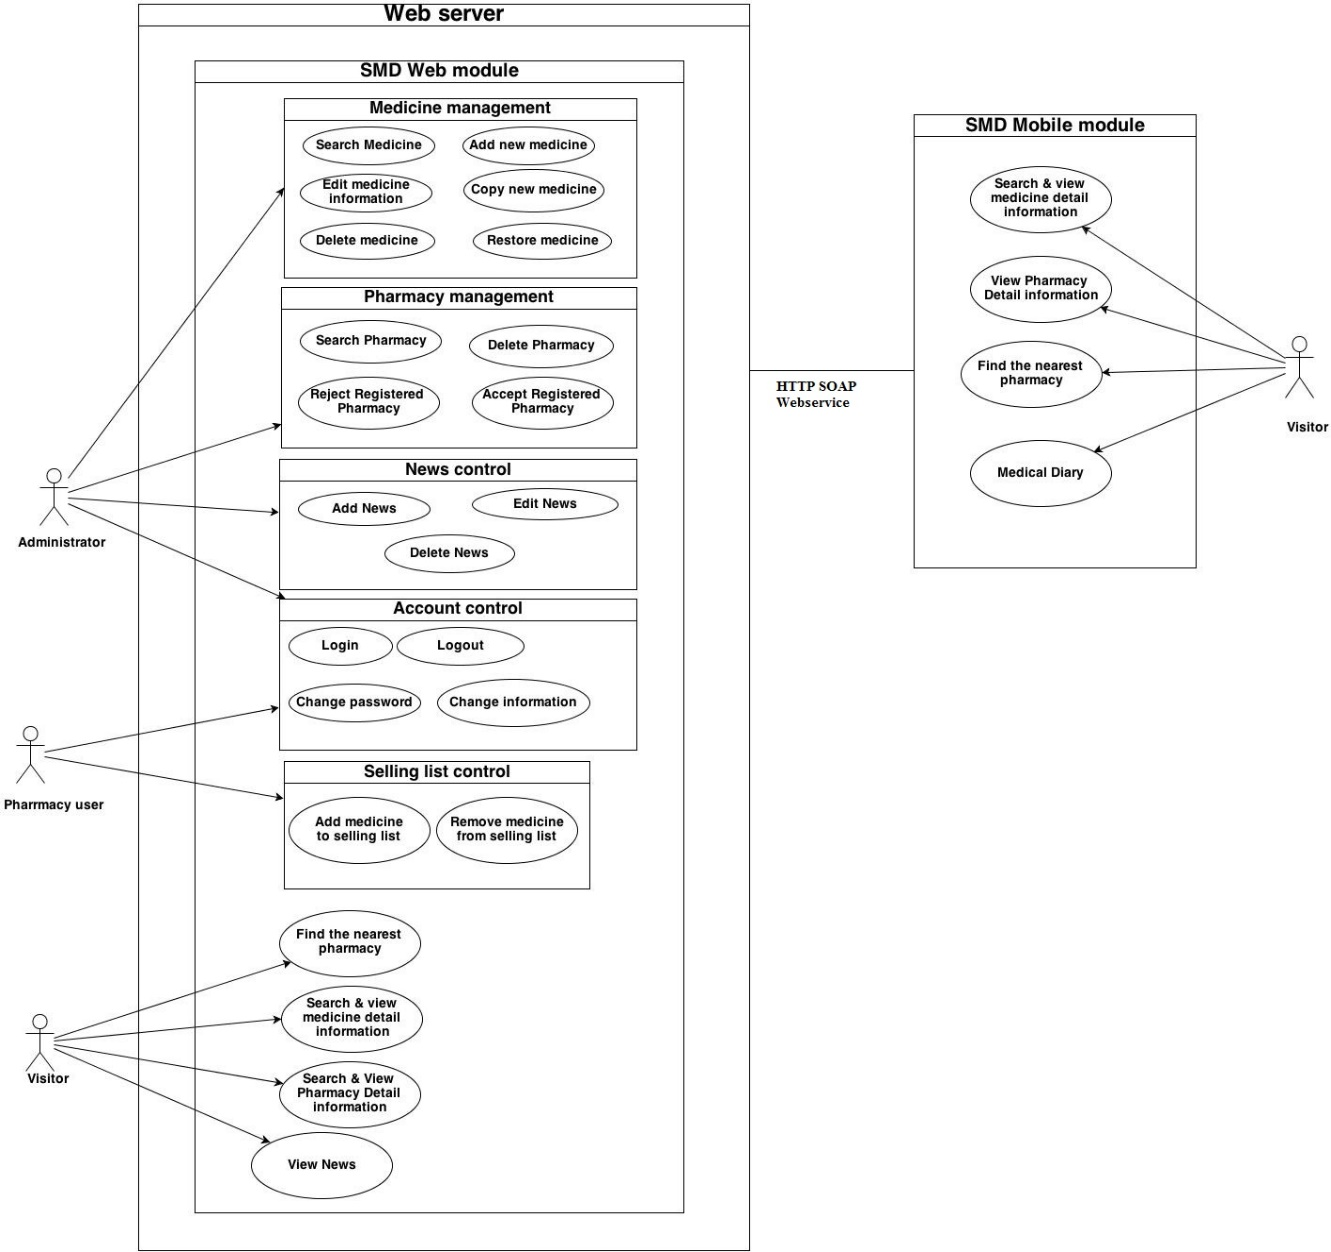 Web server
SMD Web module
Medicine management
Search Medicine
Add new medicine
Edit medicine
information
Copy new medicine
Delete medicine
Restore medicine
Pharmacy management
Search Pharmacy
Delete Pharmacy
Reject Registered
Pharmacy
Accept Registered
Pharmacy
News control
Add News
Edit News
Delete News
Account control
Login
Logout
Change password
Change information
Selling list control
Add medicine
to selling list
Remove medicine
from selling list
Find the nearest
pharmacy
Search & view
medicine detail
information
Search & View
Pharmacy Detail
information
View News
Administrator
Pharrmacy user
Visitor
HTTP SOAP
Webservice
SMD Mobile module
Search & view
medicine detail
information
View Pharmacy
Detail information
Find the nearest
pharmacy
Medical Diary
Visitor